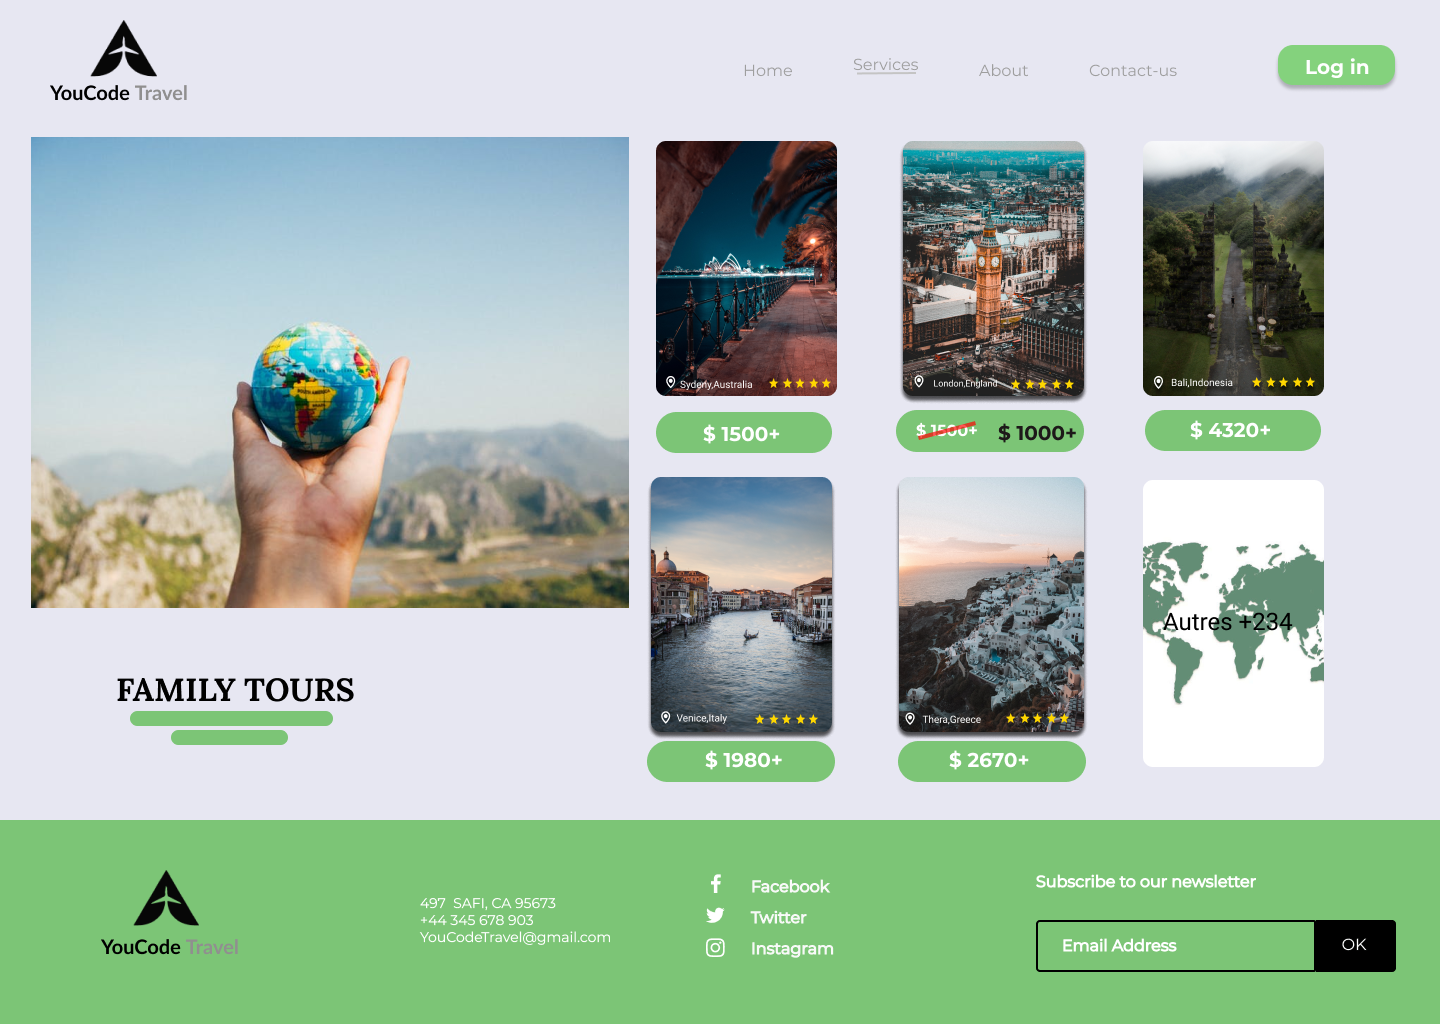 YouCode Travel
Home
Services
About
Contact-us
Log in
Syderly,Australia
London,England
Bali,Indonesia
$ 1500+
$ 1500+
$ 1000+
$ 4320+
Venice,Italy
Thera,Greece
Autres +234
$ 1980+
$ 2670+
FAMILY TOURS
YouCode Travel
497 SAFI, CA 95673
+44 345 678 903
YouCodeTravel@gmail.com
Facebook
Twitter
Instagram
Subscribe to our newsletter
Email Address
OK